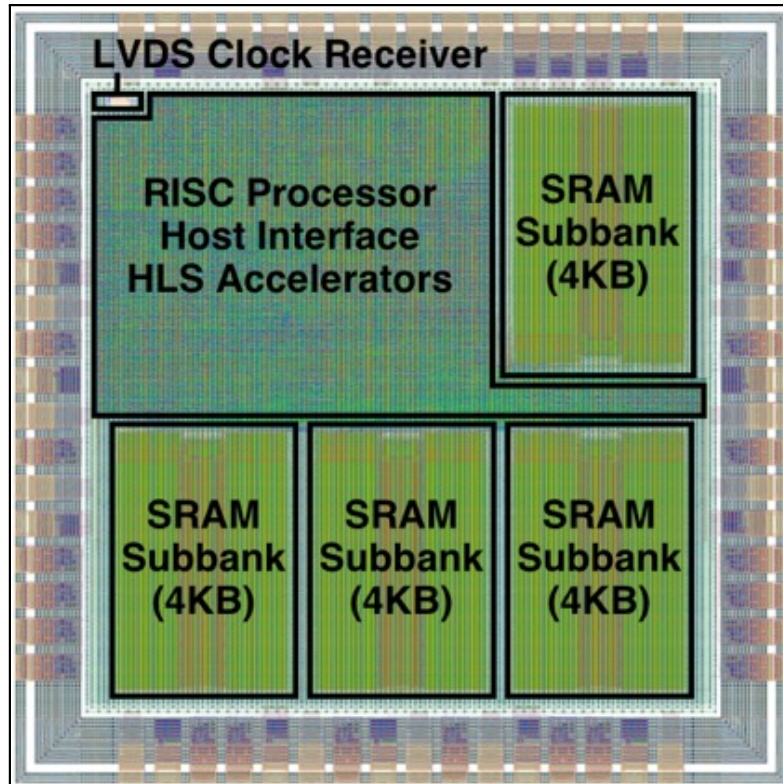 LVDS Clock Receiver
RISC Processor
Host Interface
HLS Accelerators
SRAM
Subbank
(4KB)
SRAM
Subbank
(4KB)
SRAM
Subbank
(4KB)
SRAM
Subbank
(4KB)